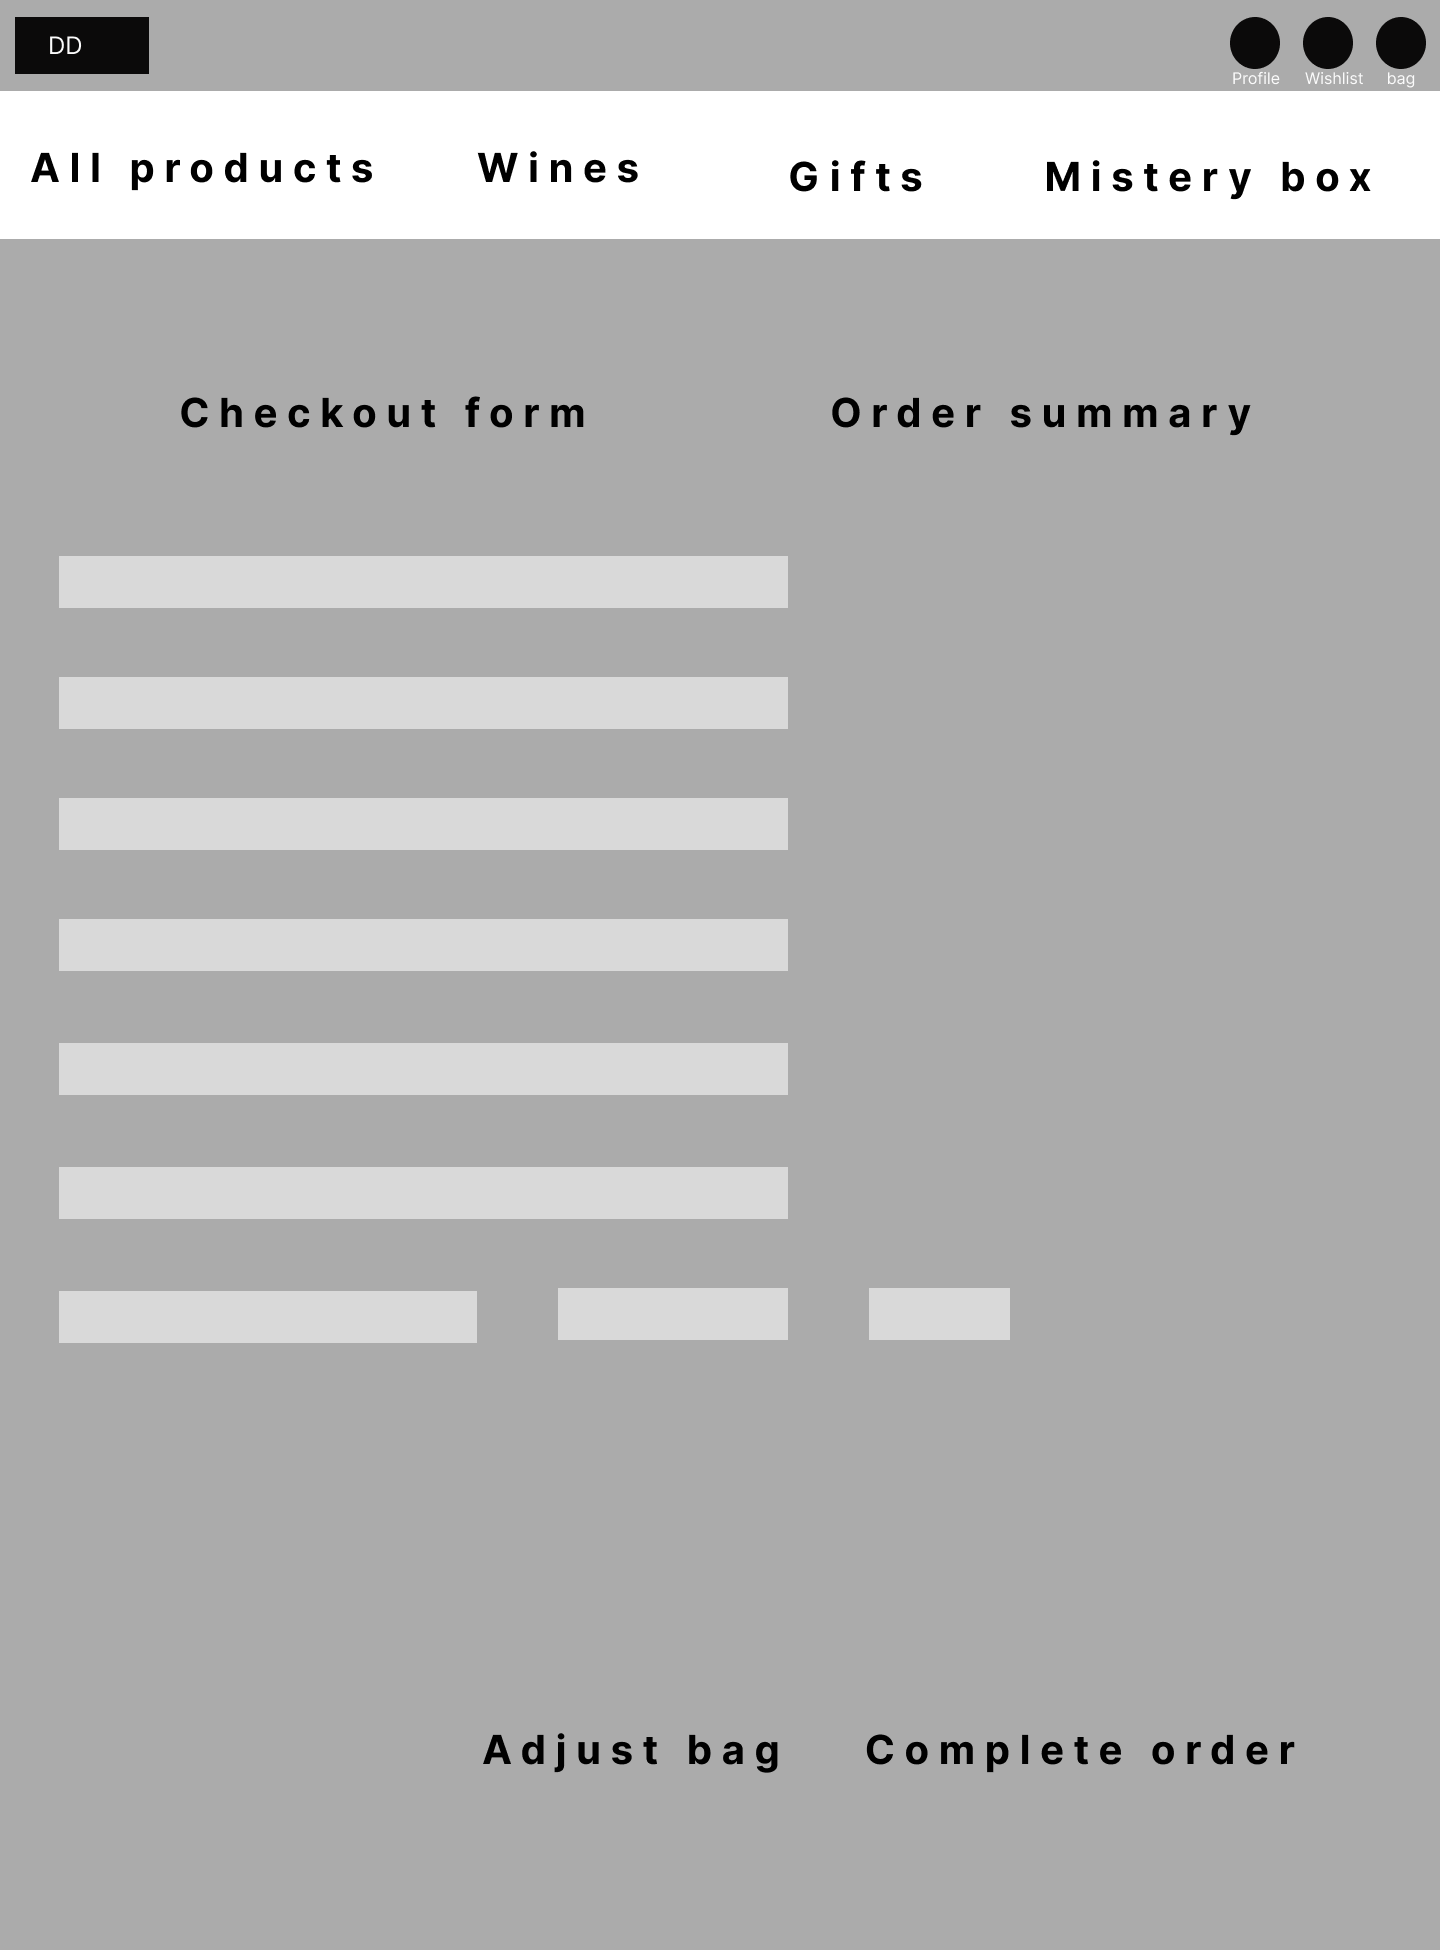 DD
Profile Wishlist bag
All products Wines Gifts Mistery box
Checkout form Order summary
Adjust bag Complete order